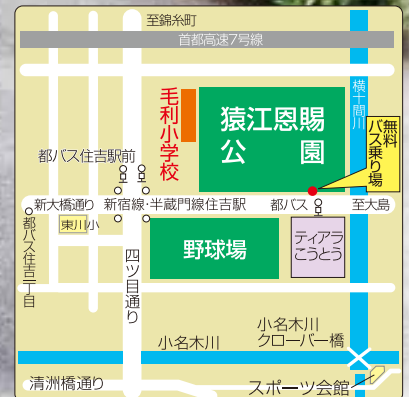 至錦糸町
首都高速7号線
毛利小学校
猿江恩賜
公園
横十間川
無料
バス乗り場
都バス住吉駅前
新大橋通り
新宿線・半蔵門線住吉駅
都バス
至大島
東川小
都バス住吉一丁目
四ツ目通り
野球場
ティアラ
こうとう
小名木川
小名木川
クローバー橋
清洲橋通り
スポーツ会館